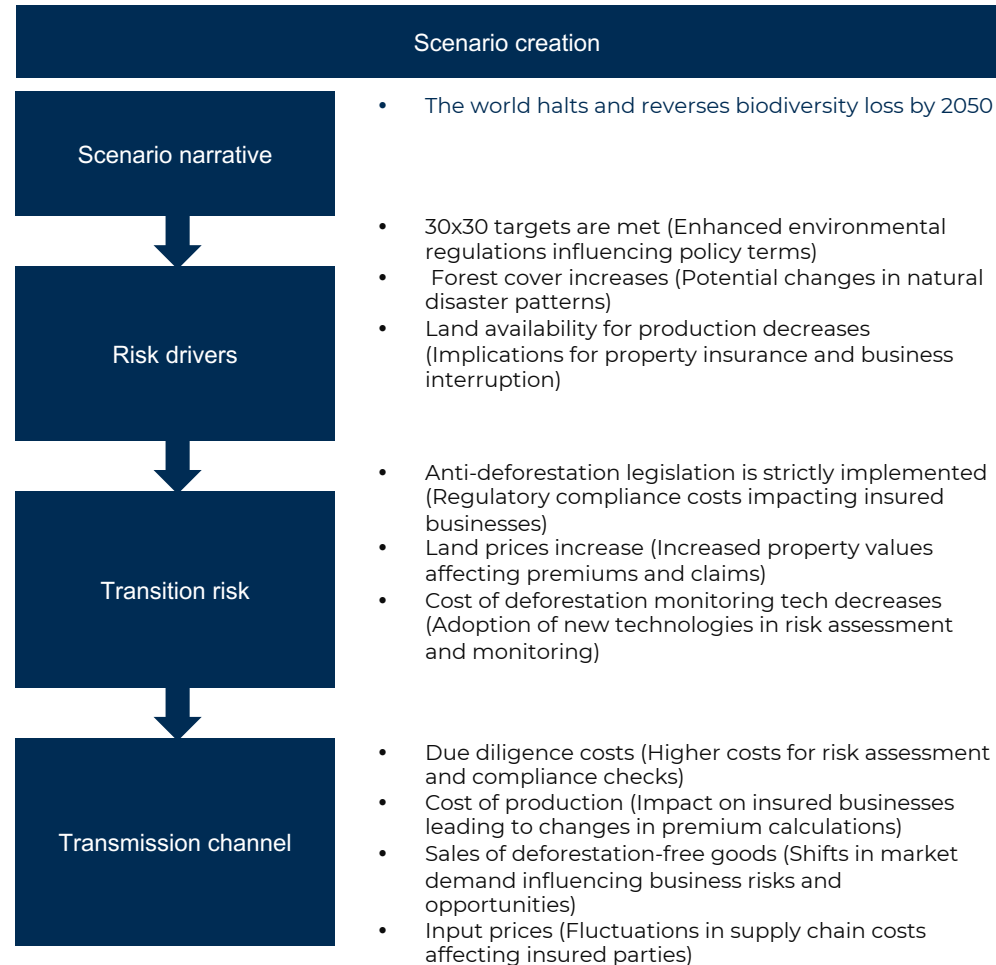 Scenario creation
Scenario narrative
• The world halts and reverses biodiversity loss by 2050
Risk drivers
• 30x30 targets are met (Enhanced environmental
regulations influencing policy terms)
• Forest cover increases (Potential changes in natural
disaster patterns)
• Land availability for production decreases
(Implications for property insurance and business
interruption)
Transition risk
• Anti-deforestation legislation is strictly implemented
(Regulatory compliance costs impacting insured
businesses)
• Land prices increase (Increased property values
affecting premiums and claims)
• Cost of deforestation monitoring tech decreases
(Adoption of new technologies in risk assessment
and monitoring)
Transmission channel
• Due diligence costs (Higher costs for risk assessment
and compliance checks)
• Cost of production (Impact on insured businesses
leading to changes in premium calculations)
• Sales of deforestation-free goods (Shifts in market
demand influencing business risks and
opportunities)
• Input prices (Fluctuations in supply chain costs
affecting insured parties)